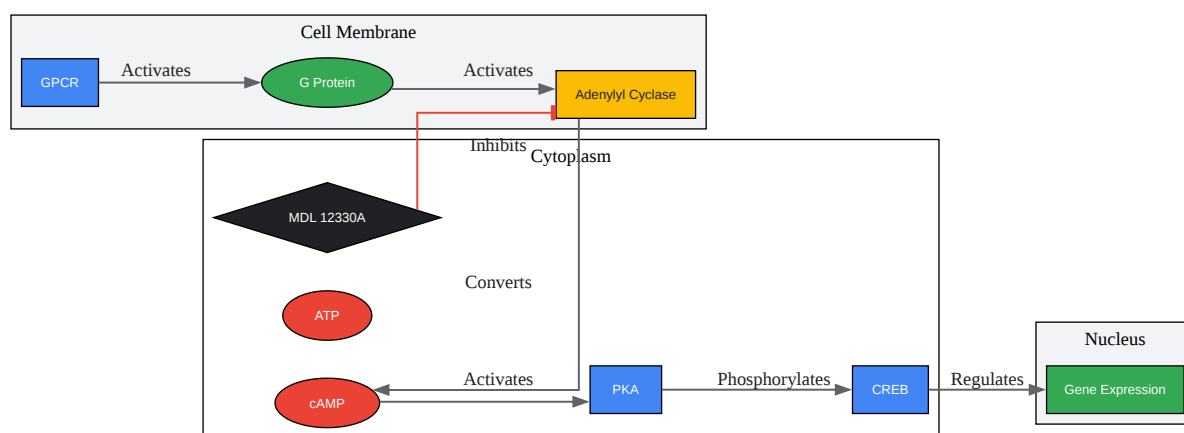 Cell Membrane
GPCR
Activates
G Protein
Activates
Adenylyl Cyclase
Inhibits
Cytoplasm
MDL 12330A
Converts
ATP
Nucleus
cAMP
Activates
PKA
Phosphorylates
CREB
Regulates
Gene Expression